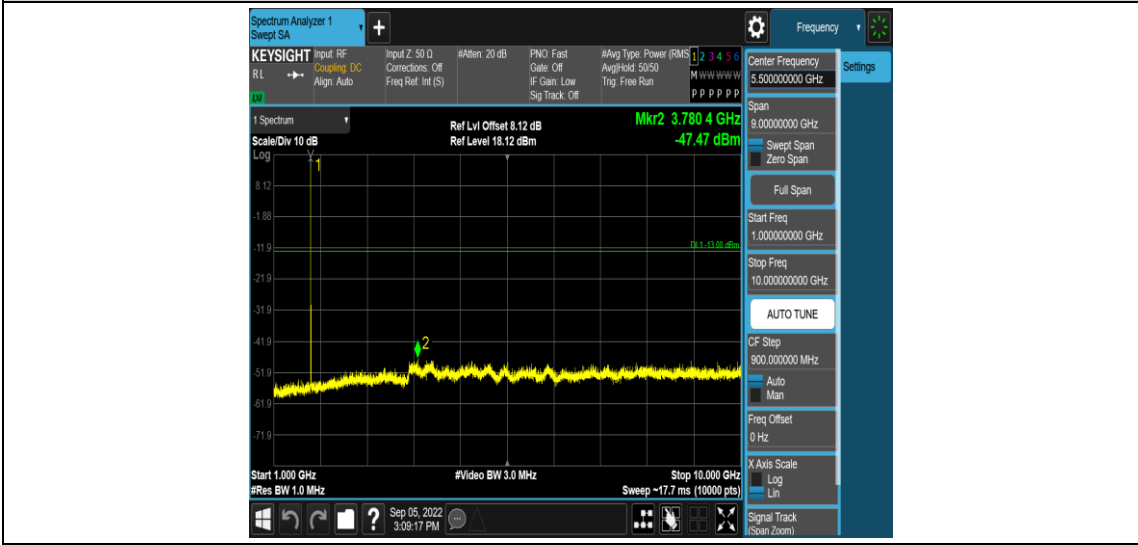 Spectrum Analyzer 1
Swept SA
+
Frequency
KEYSIGHT
R L
LM
Input: RF
Coupling: DC
Align: Auto
Input Z: 50 Ω
Corrections: Off
Freq Ref: Int (S)
#Atten: 20 dB
PNO: Fast
Gate: Off
IF Gain: Low
Sig Track: Off
#Avg Type: Power (RMS
Avg|Hold: 50/50
Trig: Free Run
1 2 3 4 5 6
M W W W W W
P P P P P P
1 Spectrum
Scale/Div 10 dB
Ref Lvl Offset 8.12 dB
Ref Level 18.12 dBm
Mkr2 3.780 4 GHz
-47.47 dBm
Log
1
8.12
-1.88
-11.9
DL1 -13.00 dBm
-21.9
-31.9
-41.9
2
-51.9
-61.9
-71.9
Start 1.000 GHz
#Res BW 1.0 MHz
#Video BW 3.0 MHz
Stop 10.000 GHz
Sweep ~17.7 ms (10000 pts)
?
Sep 05, 2022
3:09:17 PM
Center Frequency
5.500000000 GHz
Settings
Span
9.00000000 GHz
Swept Span
Zero Span
Full Span
Start Freq
1.000000000 GHz
Stop Freq
10.000000000 GHz
AUTO TUNE
CF Step
900.000000 MHz
Auto
Man
Freq Offset
0 Hz
X Axis Scale
Log
Lin
Signal Track
(Span Zoom)